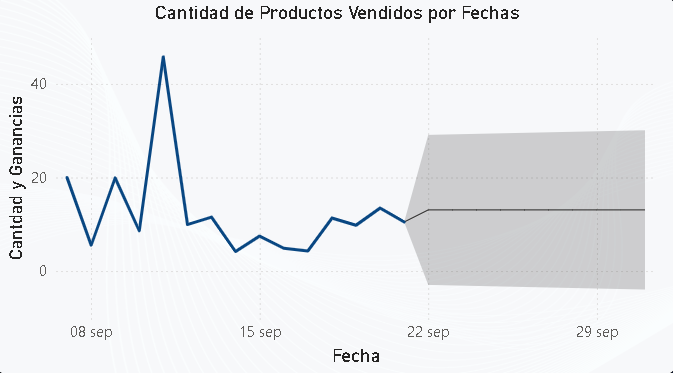 Cantidad de Productos Vendidos por Fechas
Cantdad y Ganancias
40
20
0
08 sep
15 sep
22 sep
29 sep
Fecha